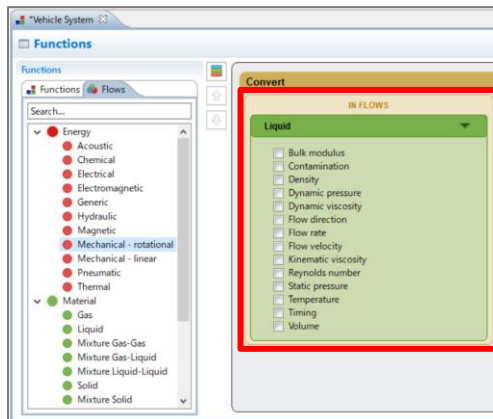 *Vehicle System
Functions
Functions
Functions
Flows
Search...
Energy
Acoustic
Chemical
Electrical
Electromagnetic
Generic
Hydraulic
Magnetic
Mechanical - rotational
Mechanical - linear
Pneumatic
Thermal
Material
Gas
Liquid
Mixture Gas-Gas
Mixture Gas-Liquid
Mixture Liquid-Liquid
Solid
Mixture Solid
Convert
IN FLOWS
Liquid
Bulk modulus
Contamination
Density
Dynamic pressure
Dynamic viscosity
Flow direction
Flow rate
Flow velocity
Kinematic viscosity
Reynolds number
Static pressure
Temperature
Timing
Volume